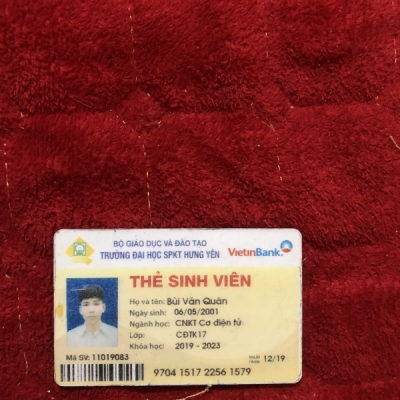 BỘ GIÁO DỤC VÀ ĐÀO TẠO
TRƯỜNG ĐẠI HỌC SPKT HƯNG YÊN
VietinBank
THẺ SINH VIÊN
Họ và tên: Bùi Văn Quân
Ngày sinh: 06/05/2001
Ngành học: CNKT Cơ điện tử
Lớp: CĐTK17
Khóa học: 2019 - 2023
Mã SV: 11019083
12/19
9704 1517 2256 1579